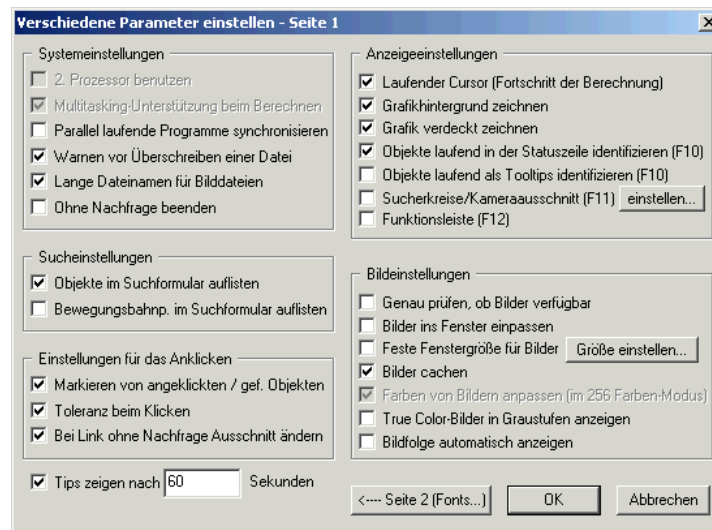 Verschiedene Parameter einstellen - Seite 1
Systemeinstellungen
2. Prozessor benutzen
Multitasking-Unterstützung beim Berechnen
Parallel laufende Programme synchronisieren
Warnen vor Überschreiben einer Datei
Lange Dateinamen für Bilddateien
Ohne Nachfrage beenden
Sucheinstellungen
Objekte im Suchformular auflisten
Bewegungsbahnp. im Suchformular auflisten
Einstellungen für das Anklicken
Markieren von angeklickten / gef. Objekten
Toleranz beim Klicken
Bei Link ohne Nachfrage Ausschnitt ändern
Tips zeigen nach 60 Sekunden
Anzeigeeinstellungen
Laufender Cursor (Fortschritt der Berechnung)
Grafikhintergrund zeichnen
Grafik verdeckt zeichnen
Objekte laufend in der Statuszeile identifizieren (F10)
Objekte laufend als Tooltips identifizieren (F10)
Sucherkreise/Kameraausschnitt (F11) einstellen...
Funktionsleiste (F12)
Bildeinstellungen
Genau prüfen, ob Bilder verfügbar
Bilder ins Fenster einpassen
Feste Fenstergröße für Bilder Größe einstellen...
Bilder cachen
Farben von Bildern anpassen (im 256 Farben-Modus)
True Color-Bilder in Graustufen anzeigen
Bildfolge automatisch anzeigen
<---- Seite 2 (Fonts...) OK Abbrechen